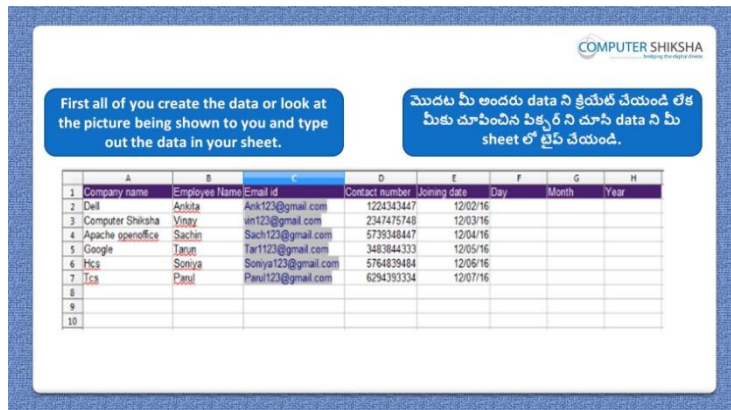 COMPUTER SHIKSHA
bridging the digital divide
First all of you create the data or look at
the picture being shown to you and type
out the data in your sheet.
మొదట మీ అందరు data ని క్రియేట్ చేయండి లేక
మీకు చూపించిన పిక్చర్ ని చూసి data ని మీ
sheet లో టైప్ చేయండి.
A B C D E F G H
1 Company name Employee Name Email id Contact number Joining date Day Month Year
2 Dell Ankita Ank123@gmail.com 1224343447 12/02/16
3 Computer Shiksha Vinay vin123@gmail.com 2347475748 12/03/16
4 Apache openoffice Sachin Sach123@gmail.com 5739348447 12/04/16
5 Google Tarun Tar1123@gmail.com 3483844333 12/05/16
6 Hcs Soniya Soniya123@gmail.com 5764839484 12/06/16
7 Tcs Parul Parul123@gmail.com 6294393334 12/07/16
8
9
10